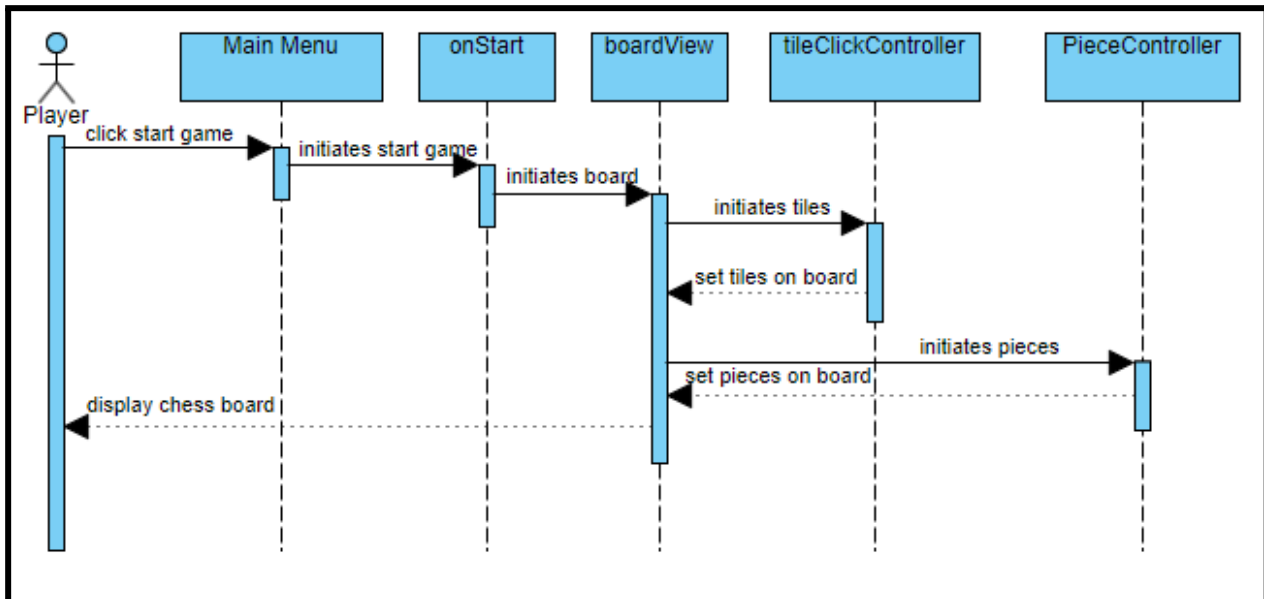 Main Menu
onStart
boardView
tileClickController
PieceController
Player
click start game
initiates start game
initiates board
initiates tiles
set tiles on board
initiates pieces
set pieces on board
display chess board